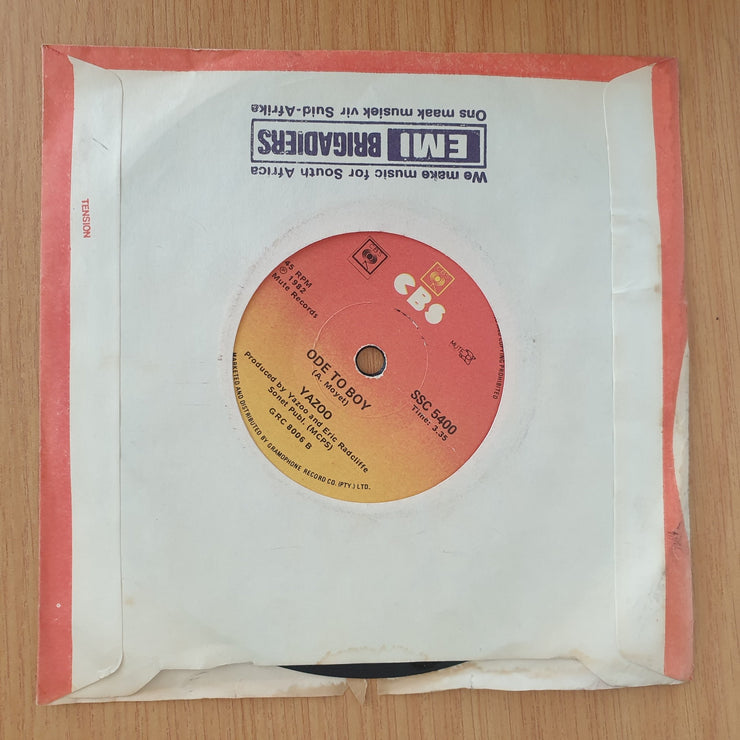 We make music for South Africa
EMI BRIGADIERS
Ons maak musiek vir Suid-Afrika
TENSION
CBS
45 RPM
℗ 1982
Mute Records
MUTE
SSC 5400
Time: 3.35
ODE TO BOY
(A. Moyet)
YAZOO
Produced by Yazoo and Eric Radcliffe
Sonet Publ. (MCPS)
GRC 8006 B
MARKETED AND DISTRIBUTED BY GRAMOPHONE RECORD CO. (PTY.) LTD.
PROHIBITED